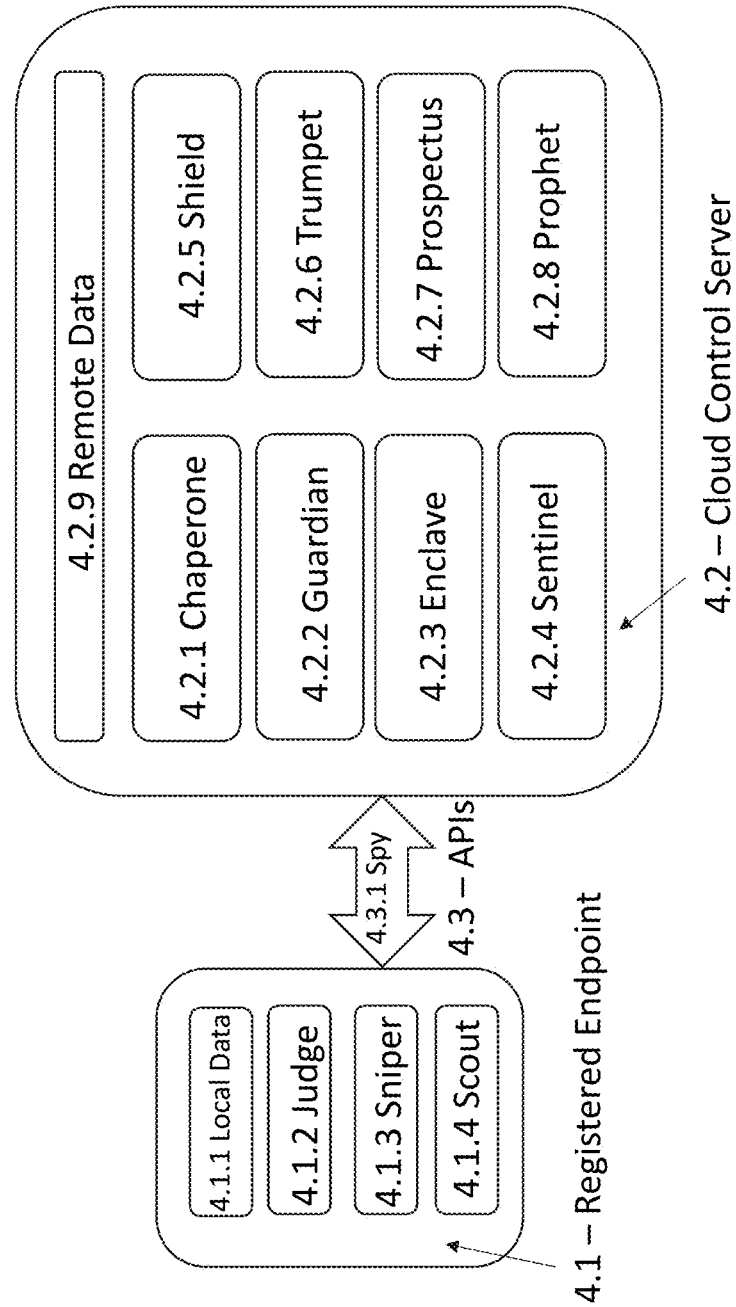 4.1.1 Local Data
4.1.2 Judge
4.1.3 Sniper
4.1.4 Scout
4.1 – Registered Endpoint
4.3.1 Spy
4.3 – APIs
4.2.9 Remote Data
4.2.1 Chaperone
4.2.2 Guardian
4.2.3 Enclave
4.2.4 Sentinel
4.2.5 Shield
4.2.6 Trumpet
4.2.7 Prospectus
4.2.8 Prophet
4.2 – Cloud Control Server